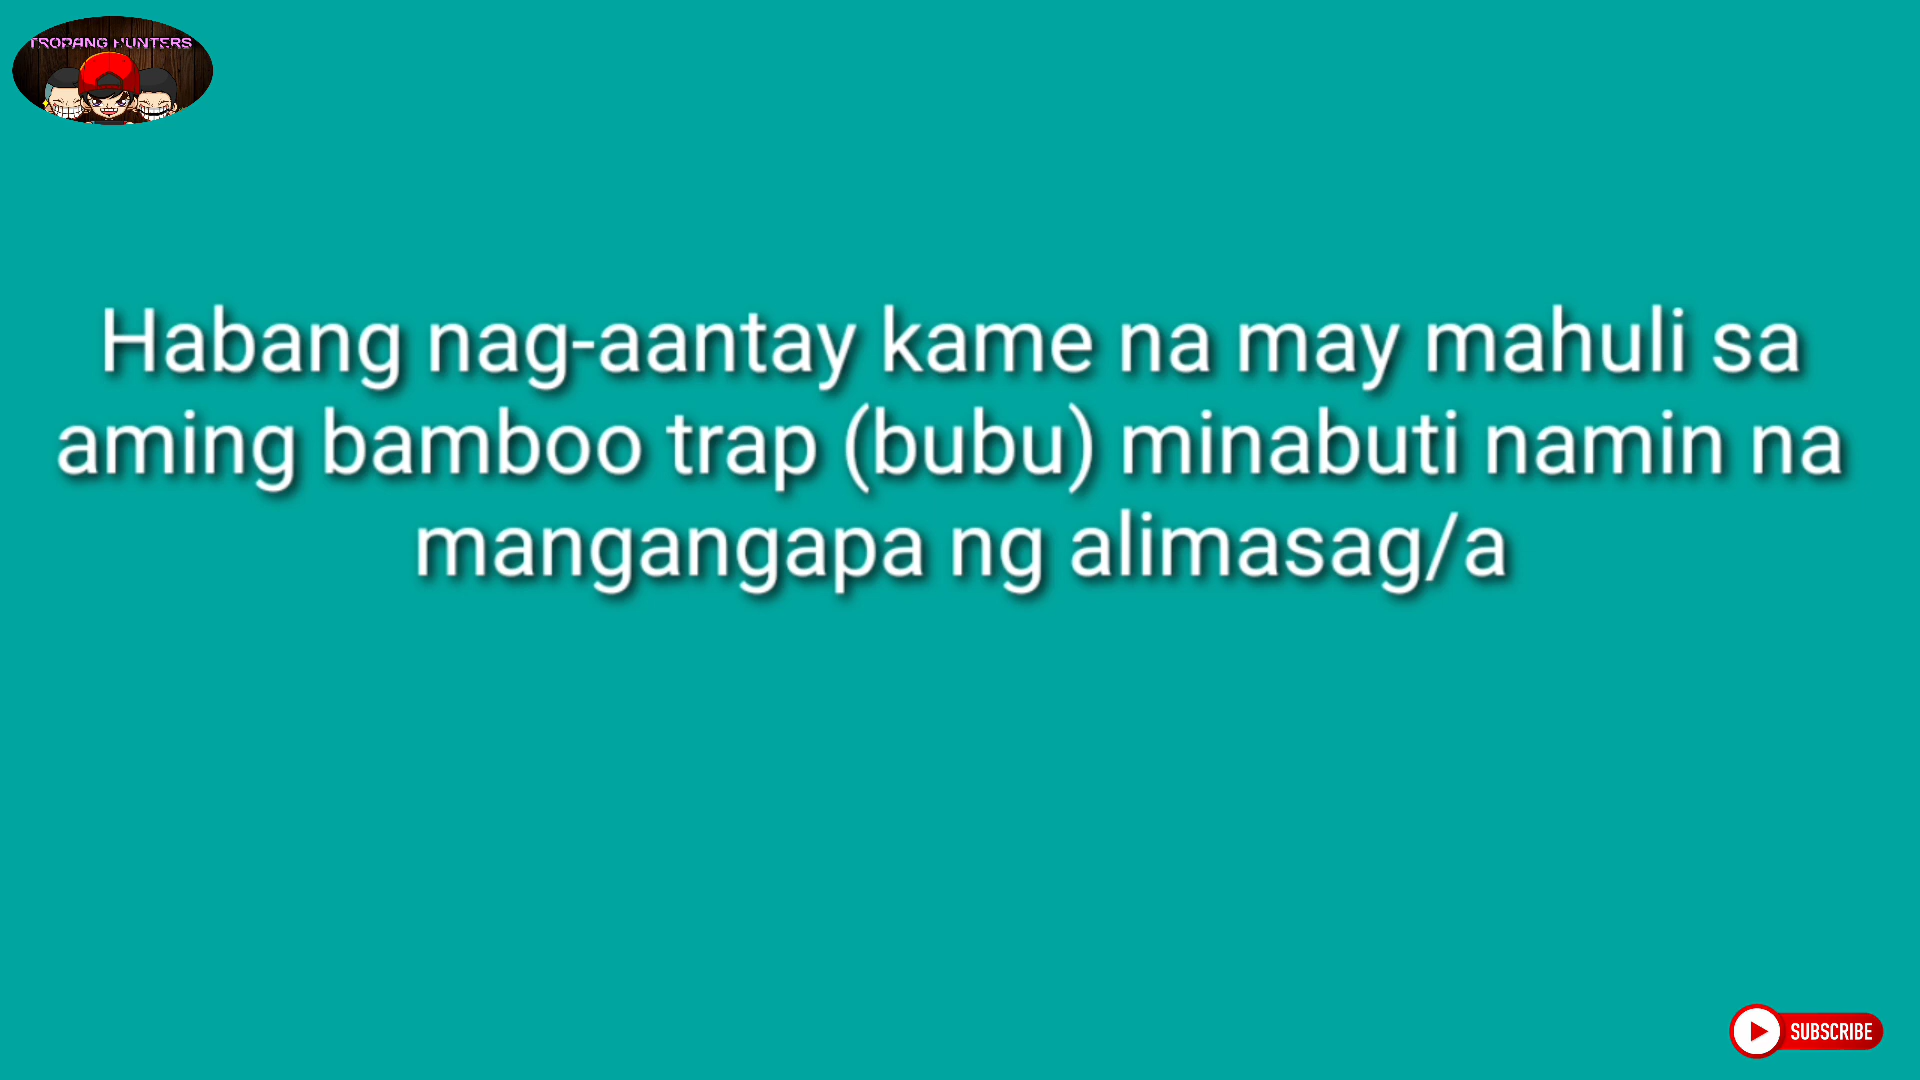 TROPANG HUNTERS
Habang nag-aantay kame na may mahuli sa
aming bamboo trap (bubu) minabuti namin na
mangangapa ng alimasag/a
SUBSCRIBE